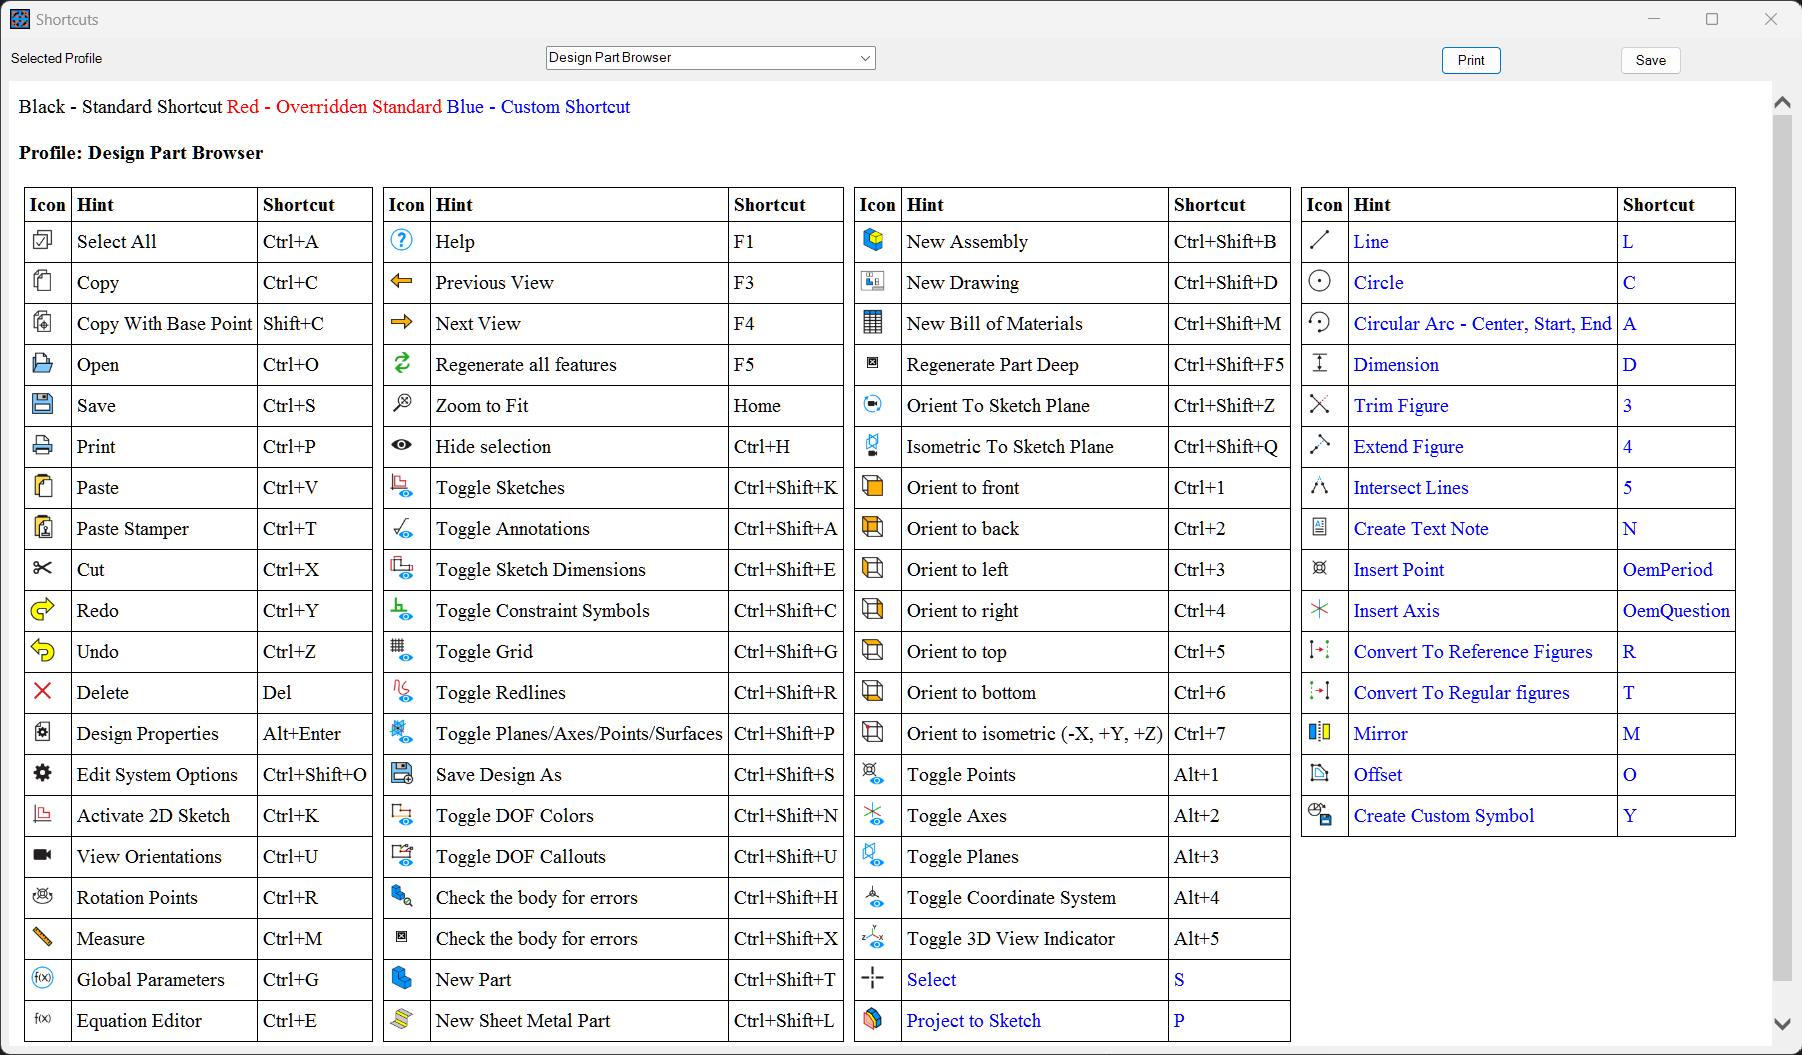 Shortcuts
Selected Profile
Design Part Browser
Print
Save
Black - Standard Shortcut Red - Overridden Standard Blue - Custom Shortcut
Profile: Design Part Browser
Icon Hint Shortcut
Select All Ctrl+A
Copy Ctrl+C
Copy With Base Point Shift+C
Open Ctrl+O
Save Ctrl+S
Print Ctrl+P
Paste Ctrl+V
Paste Stamper Ctrl+T
Cut Ctrl+X
Redo Ctrl+Y
Undo Ctrl+Z
Delete Del
Design Properties Alt+Enter
Edit System Options Ctrl+Shift+O
Activate 2D Sketch Ctrl+K
View Orientations Ctrl+U
Rotation Points Ctrl+R
Measure Ctrl+M
f(x) Global Parameters Ctrl+G
f(x) Equation Editor Ctrl+E
Icon Hint Shortcut
? Help F1
Previous View F3
Next View F4
Regenerate all features F5
Zoom to Fit Home
Hide selection Ctrl+H
Toggle Sketches Ctrl+Shift+K
Toggle Annotations Ctrl+Shift+A
Toggle Sketch Dimensions Ctrl+Shift+E
Toggle Constraint Symbols Ctrl+Shift+C
Toggle Grid Ctrl+Shift+G
Toggle Redlines Ctrl+Shift+R
Toggle Planes/Axes/Points/Surfaces Ctrl+Shift+P
Save Design As Ctrl+Shift+S
Toggle DOF Colors Ctrl+Shift+N
Toggle DOF Callouts Ctrl+Shift+U
Check the body for errors Ctrl+Shift+H
Check the body for errors Ctrl+Shift+X
New Part Ctrl+Shift+T
New Sheet Metal Part Ctrl+Shift+L
Icon Hint Shortcut
New Assembly Ctrl+Shift+B
New Drawing Ctrl+Shift+D
New Bill of Materials Ctrl+Shift+M
Regenerate Part Deep Ctrl+Shift+F5
Orient To Sketch Plane Ctrl+Shift+Z
Isometric To Sketch Plane Ctrl+Shift+Q
Orient to front Ctrl+1
Orient to back Ctrl+2
Orient to left Ctrl+3
Orient to right Ctrl+4
Orient to top Ctrl+5
Orient to bottom Ctrl+6
Orient to isometric (-X, +Y, +Z) Ctrl+7
Toggle Points Alt+1
Toggle Axes Alt+2
Toggle Planes Alt+3
Toggle Coordinate System Alt+4
Toggle 3D View Indicator Alt+5
Select S
Project to Sketch P
Icon Hint Shortcut
Line L
Circle C
Circular Arc - Center, Start, End A
Dimension D
Trim Figure 3
Extend Figure 4
Intersect Lines 5
Create Text Note N
Insert Point OemPeriod
Insert Axis OemQuestion
Convert To Reference Figures R
Convert To Regular figures T
Mirror M
Offset O
Create Custom Symbol Y